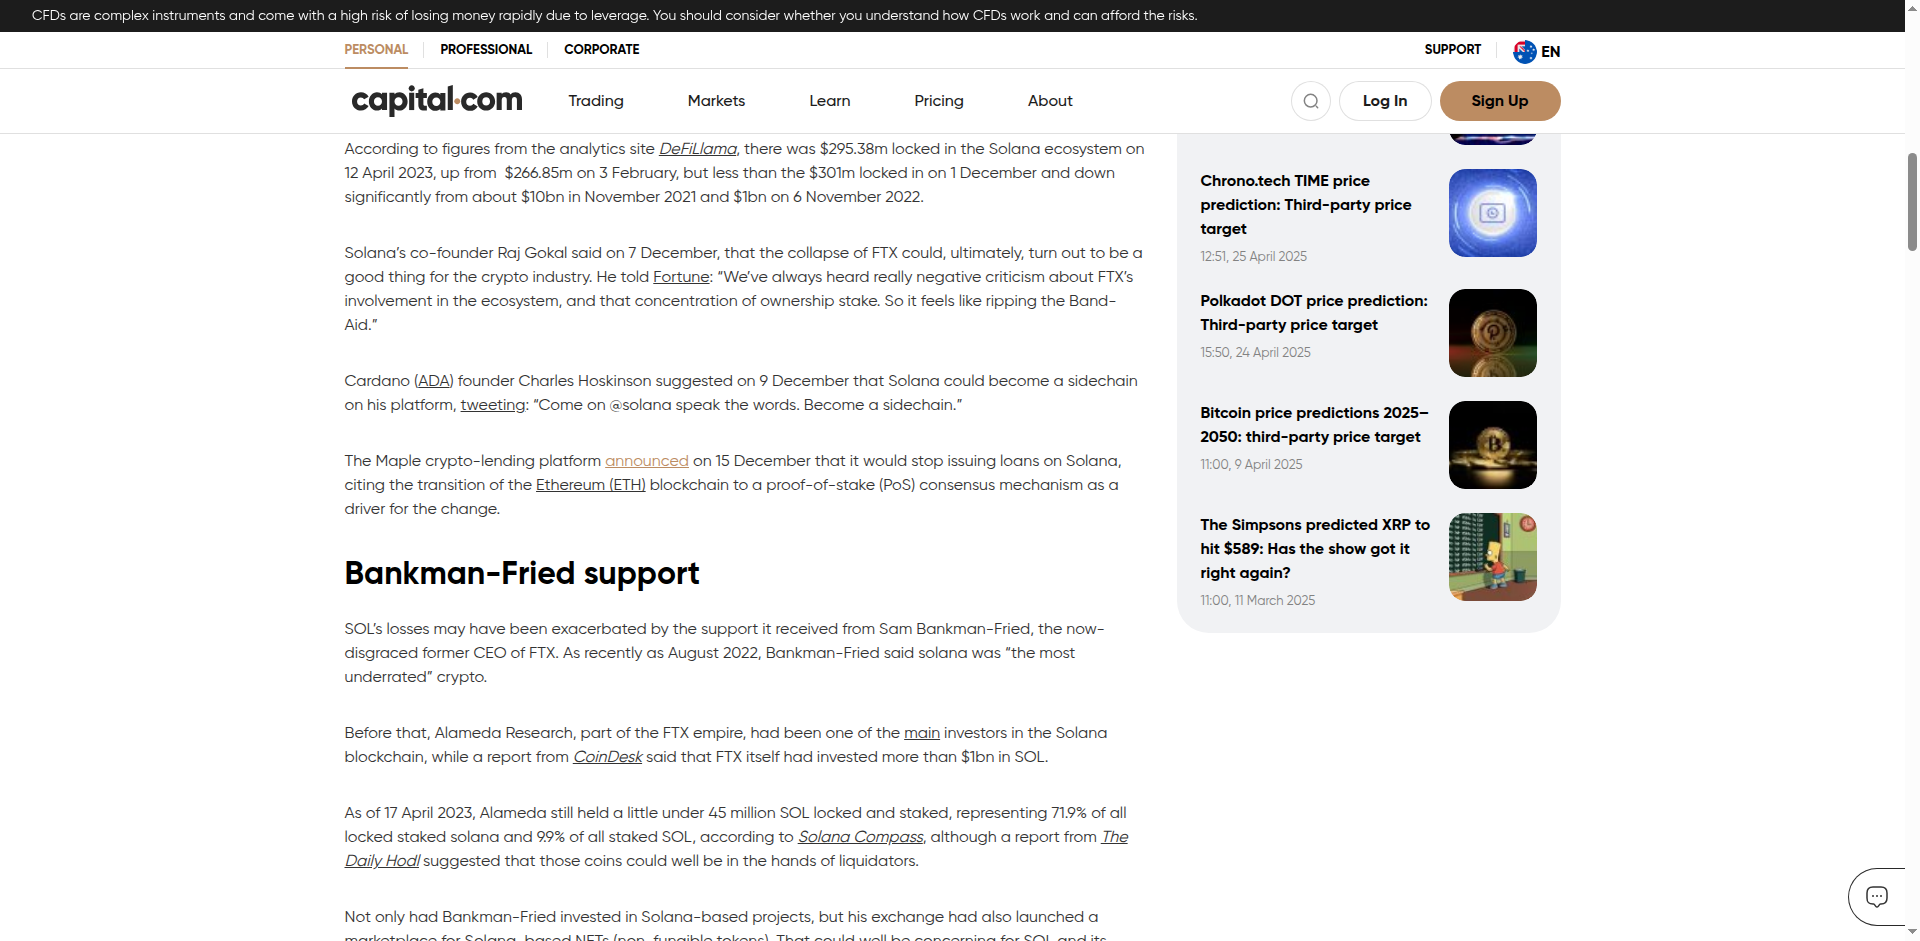 CFDs are complex instruments and come with a high risk of losing money rapidly due to leverage. You should consider whether you understand how CFDs work and can afford the risks.
PERSONAL
PROFESSIONAL
CORPORATE
SUPPORT
EN
capital.com
Trading
Markets
Learn
Pricing
About
Log In
Sign Up
According to figures from the analytics site DeFiLlama, there was $295.38m locked in the Solana ecosystem on
12 April 2023, up from  $266.85m on 3 February, but less than the $301m locked in on 1 December and down
significantly from about $10bn in November 2021 and $1bn on 6 November 2022.
Solana’s co-founder Raj Gokal said on 7 December, that the collapse of FTX could, ultimately, turn out to be a
good thing for the crypto industry. He told Fortune: “We’ve always heard really negative criticism about FTX’s
involvement in the ecosystem, and that concentration of ownership stake. So it feels like ripping the Band-
Aid.”
Cardano (ADA) founder Charles Hoskinson suggested on 9 December that Solana could become a sidechain
on his platform, tweeting: “Come on @solana speak the words. Become a sidechain.”
The Maple crypto-lending platform announced on 15 December that it would stop issuing loans on Solana,
citing the transition of the Ethereum (ETH) blockchain to a proof-of-stake (PoS) consensus mechanism as a
driver for the change.
Bankman-Fried support
SOL’s losses may have been exacerbated by the support it received from Sam Bankman-Fried, the now-
disgraced former CEO of FTX. As recently as August 2022, Bankman-Fried said solana was “the most
underrated” crypto.
Before that, Alameda Research, part of the FTX empire, had been one of the main investors in the Solana
blockchain, while a report from CoinDesk said that FTX itself had invested more than $1bn in SOL.
As of 17 April 2023, Alameda still held a little under 45 million SOL locked and staked, representing 71.9% of all
locked staked solana and 9.9% of all staked SOL, according to Solana Compass, although a report from The
Daily Hodl suggested that those coins could well be in the hands of liquidators.
Not only had Bankman-Fried invested in Solana-based projects, but his exchange had also launched a
marketplace for Solana-based NFTs (non-fungible tokens). That could well be concerning for SOL and its
Chrono.tech TIME price
prediction: Third-party price
target
12:51, 25 April 2025
Polkadot DOT price prediction:
Third-party price target
15:50, 24 April 2025
Bitcoin price predictions 2025–
2050: third-party price target
11:00, 9 April 2025
The Simpsons predicted XRP to
hit $589: Has the show got it
right again?
11:00, 11 March 2025